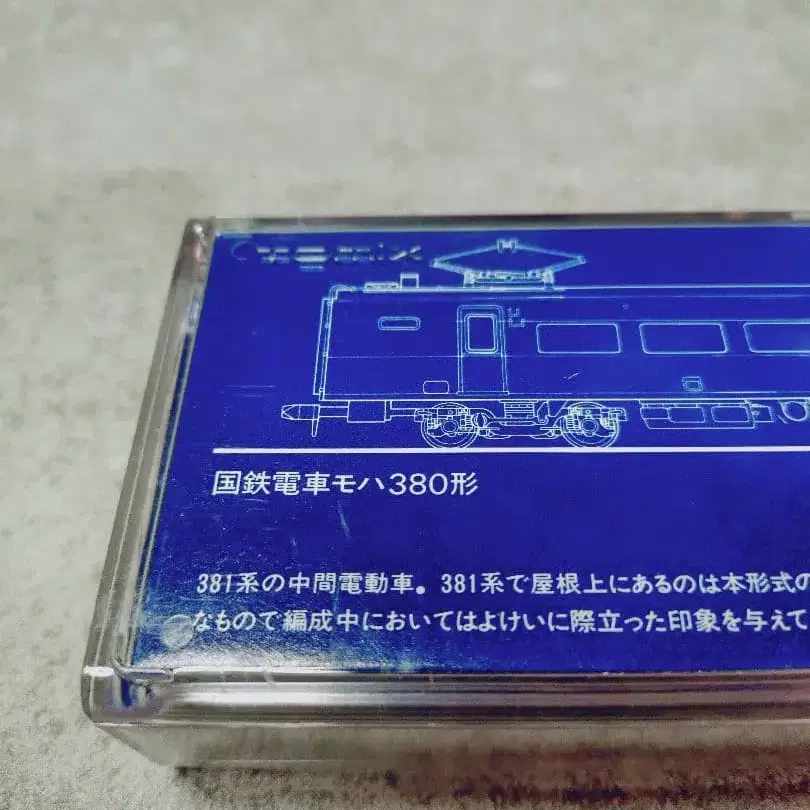 国鉄電車モハ380形
381系の中間電動車。381系で屋根上にあるのは本形式の
なもので編成中においてはよけいに際立った印象を与えて